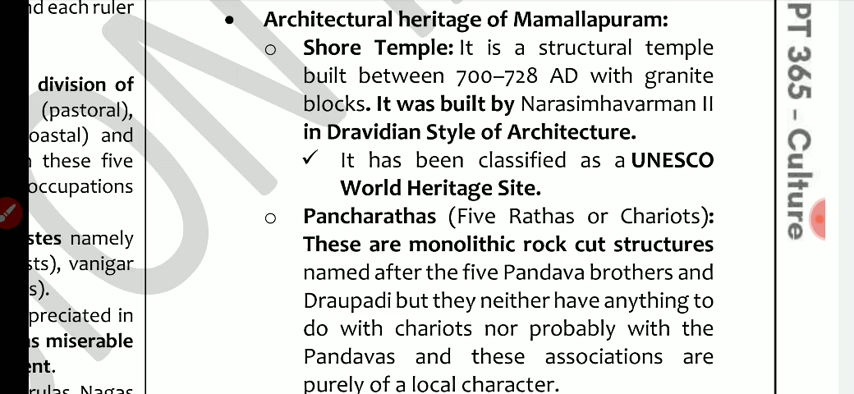 nd each ruler
division of
(pastoral),
oastal) and
these five
occupations
stes namely
sts), vanigar
s).
preciated in
s miserable
ent.
rulas, Nagas
• Architectural heritage of Mamallapuram:
o Shore Temple: It is a structural temple
built between 700–728 AD with granite
blocks. It was built by Narasimhavarman II
in Dravidian Style of Architecture.
✓ It has been classified as a UNESCO
World Heritage Site.
o Pancharathas (Five Rathas or Chariots):
These are monolithic rock cut structures
named after the five Pandava brothers and
Draupadi but they neither have anything to
do with chariots nor probably with the
Pandavas and these associations are
purely of a local character.
PT 365 – Culture